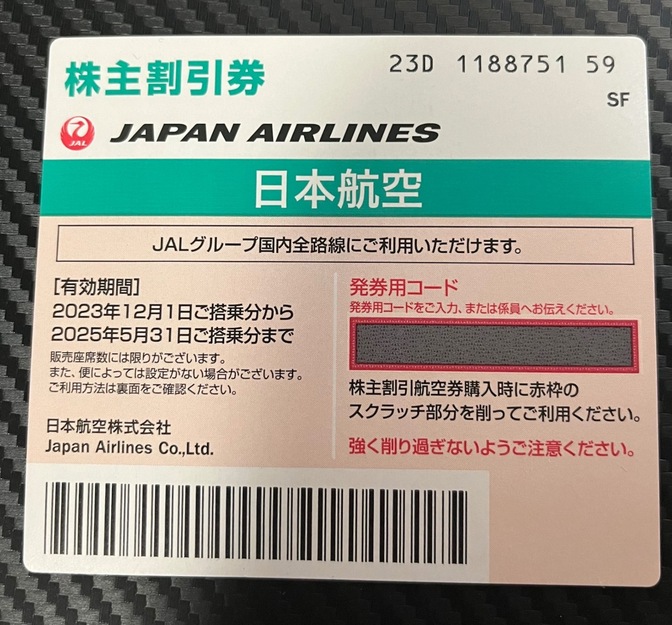 株主割引券
23D 1188751 59
SF
JAL
JAPAN AIRLINES
日本航空
JALグループ国内全路線にご利用いただけます。
[有効期間]
2023年12月1日ご搭乗分から
2025年5月31日ご搭乗分まで
販売座席数には限りがございます。
また、便によっては設定がない場合がございます。
ご利用方法は裏面をご確認ください。
日本航空株式会社
Japan Airlines Co.,Ltd.
発券用コード
発券用コードをご入力、または係員へお伝えください。
株主割引航空券購入時に赤枠の
スクラッチ部分を削ってご利用ください。
強く削り過ぎないようご注意ください。